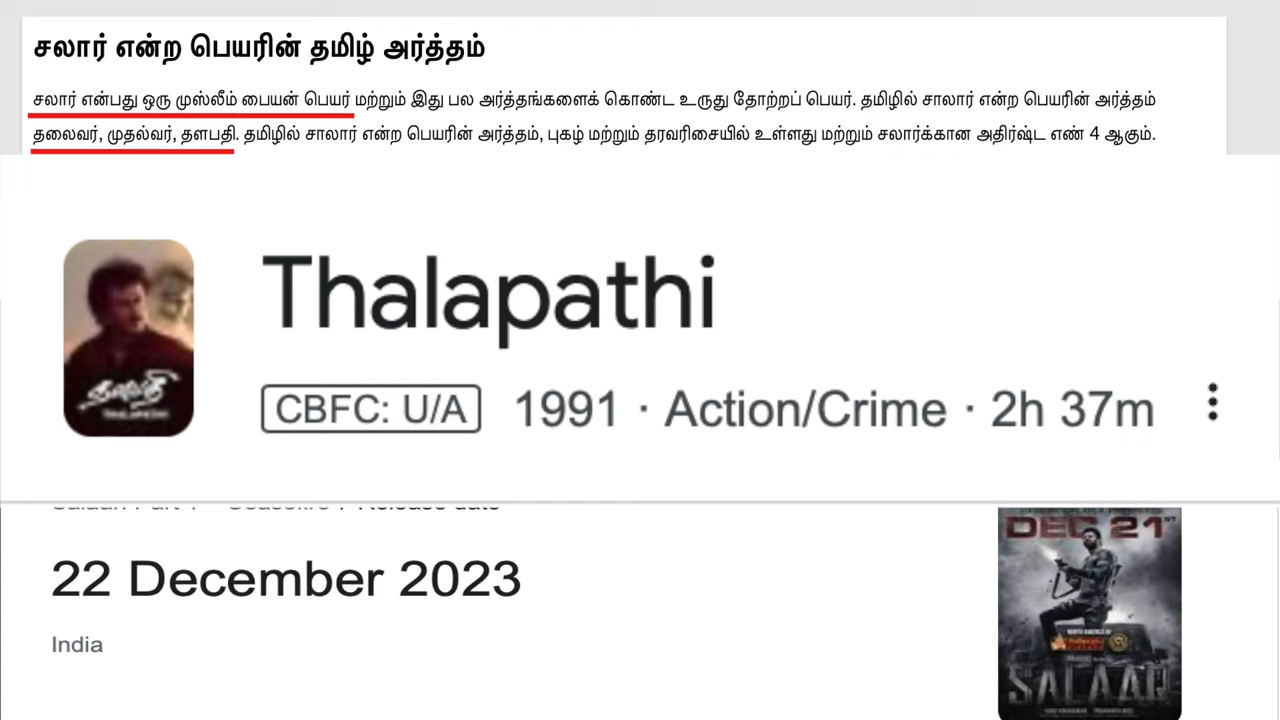 சலார் என்ற பெயரின் தமிழ் அர்த்தம்
சலார் என்பது ஒரு முஸ்லீம் பையன் பெயர் மற்றும் இது பல அர்த்தங்களைக் கொண்ட உருது தோற்றப் பெயர். தமிழில் சாலார் என்ற பெயரின் அர்த்தம்
தலைவர், முதல்வர், தளபதி. தமிழில் சாலார் என்ற பெயரின் அர்த்தம், புகழ் மற்றும் தரவரிசையில் உள்ளது மற்றும் சலார்க்கான அதிர்ஷ்ட எண் 4 ஆகும்.
Thalapathi
தளபதி
THALAPATHI
CBFC: U/A 1991 · Action/Crime · 2h 37m
22 December 2023
India
DEC 21ST
SALAAR